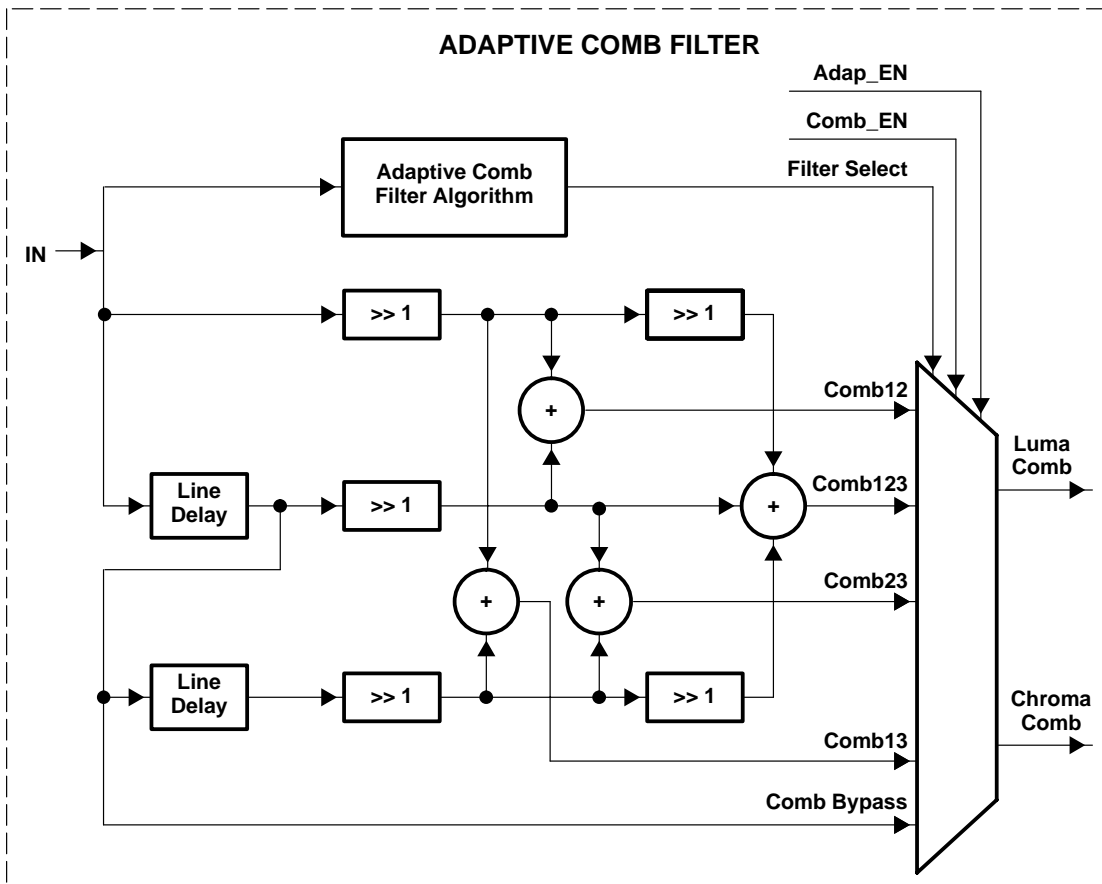 ADAPTIVE COMB FILTER
Adap_EN
Comb_EN
Filter Select
Adaptive Comb
Filter Algorithm
IN
>> 1
>> 1
+
Comb12
Luma
Comb
Line
Delay
>> 1
+
Comb123
+
+
Comb23
Line
Delay
>> 1
>> 1
Chroma
Comb
Comb13
Comb Bypass